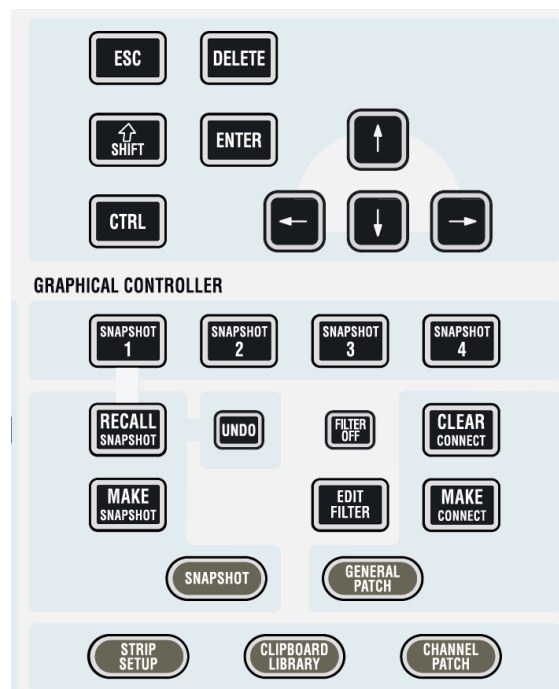 ESC
DELETE
SHIFT
ENTER
CTRL
GRAPHICAL CONTROLLER
SNAPSHOT
1
SNAPSHOT
2
SNAPSHOT
3
SNAPSHOT
4
RECALL
SNAPSHOT
UNDO
FILTER
OFF
CLEAR
CONNECT
MAKE
SNAPSHOT
EDIT
FILTER
MAKE
CONNECT
SNAPSHOT
GENERAL
PATCH
STRIP
SETUP
CLIPBOARD
LIBRARY
CHANNEL
PATCH